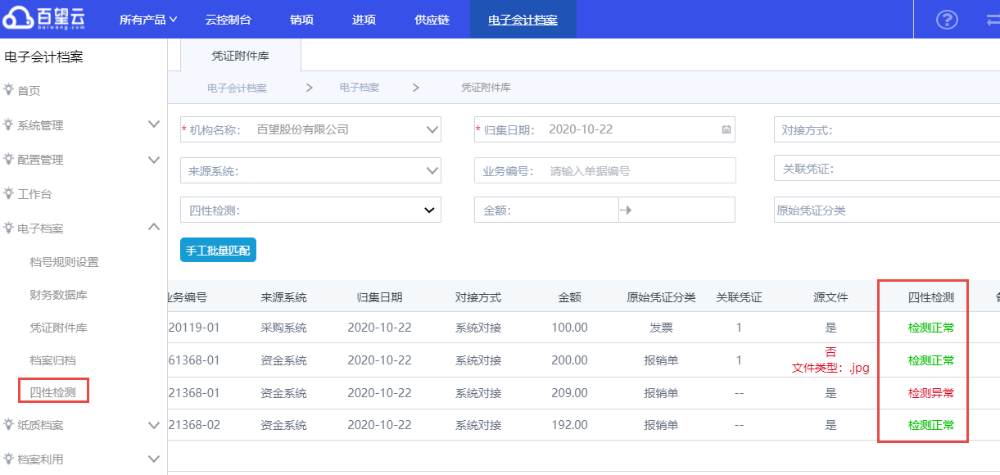 百望云
baiwang.com
所有产品 云控制台 销项 进项 供应链 电子会计档案 ?
电子会计档案
首页
系统管理
配置管理
工作台
电子档案
档号规则设置
财务数据库
凭证附件库
档案归档
四性检测
纸质档案
档案利用
凭证附件库
电子会计档案 > 电子档案 > 凭证附件库
* 机构名称: 百望股份有限公司 * 归集日期: 2020-10-22 对接方式:
来源系统: 业务编号: 请输入单据编号 关联凭证:
四性检测: 金额: 原始凭证分类
手工批量匹配
业务编号 来源系统 归集日期 对接方式 金额 原始凭证分类 关联凭证 源文件 四性检测
20119-01 采购系统 2020-10-22 系统对接 100.00 发票 1 是 检测正常
61368-01 资金系统 2020-10-22 系统对接 200.00 报销单 1 否 文件类型: .jpg 检测正常
21368-01 资金系统 2020-10-22 系统对接 209.00 报销单 -- 是 检测异常
21368-02 资金系统 2020-10-22 系统对接 192.00 报销单 -- 是 检测正常